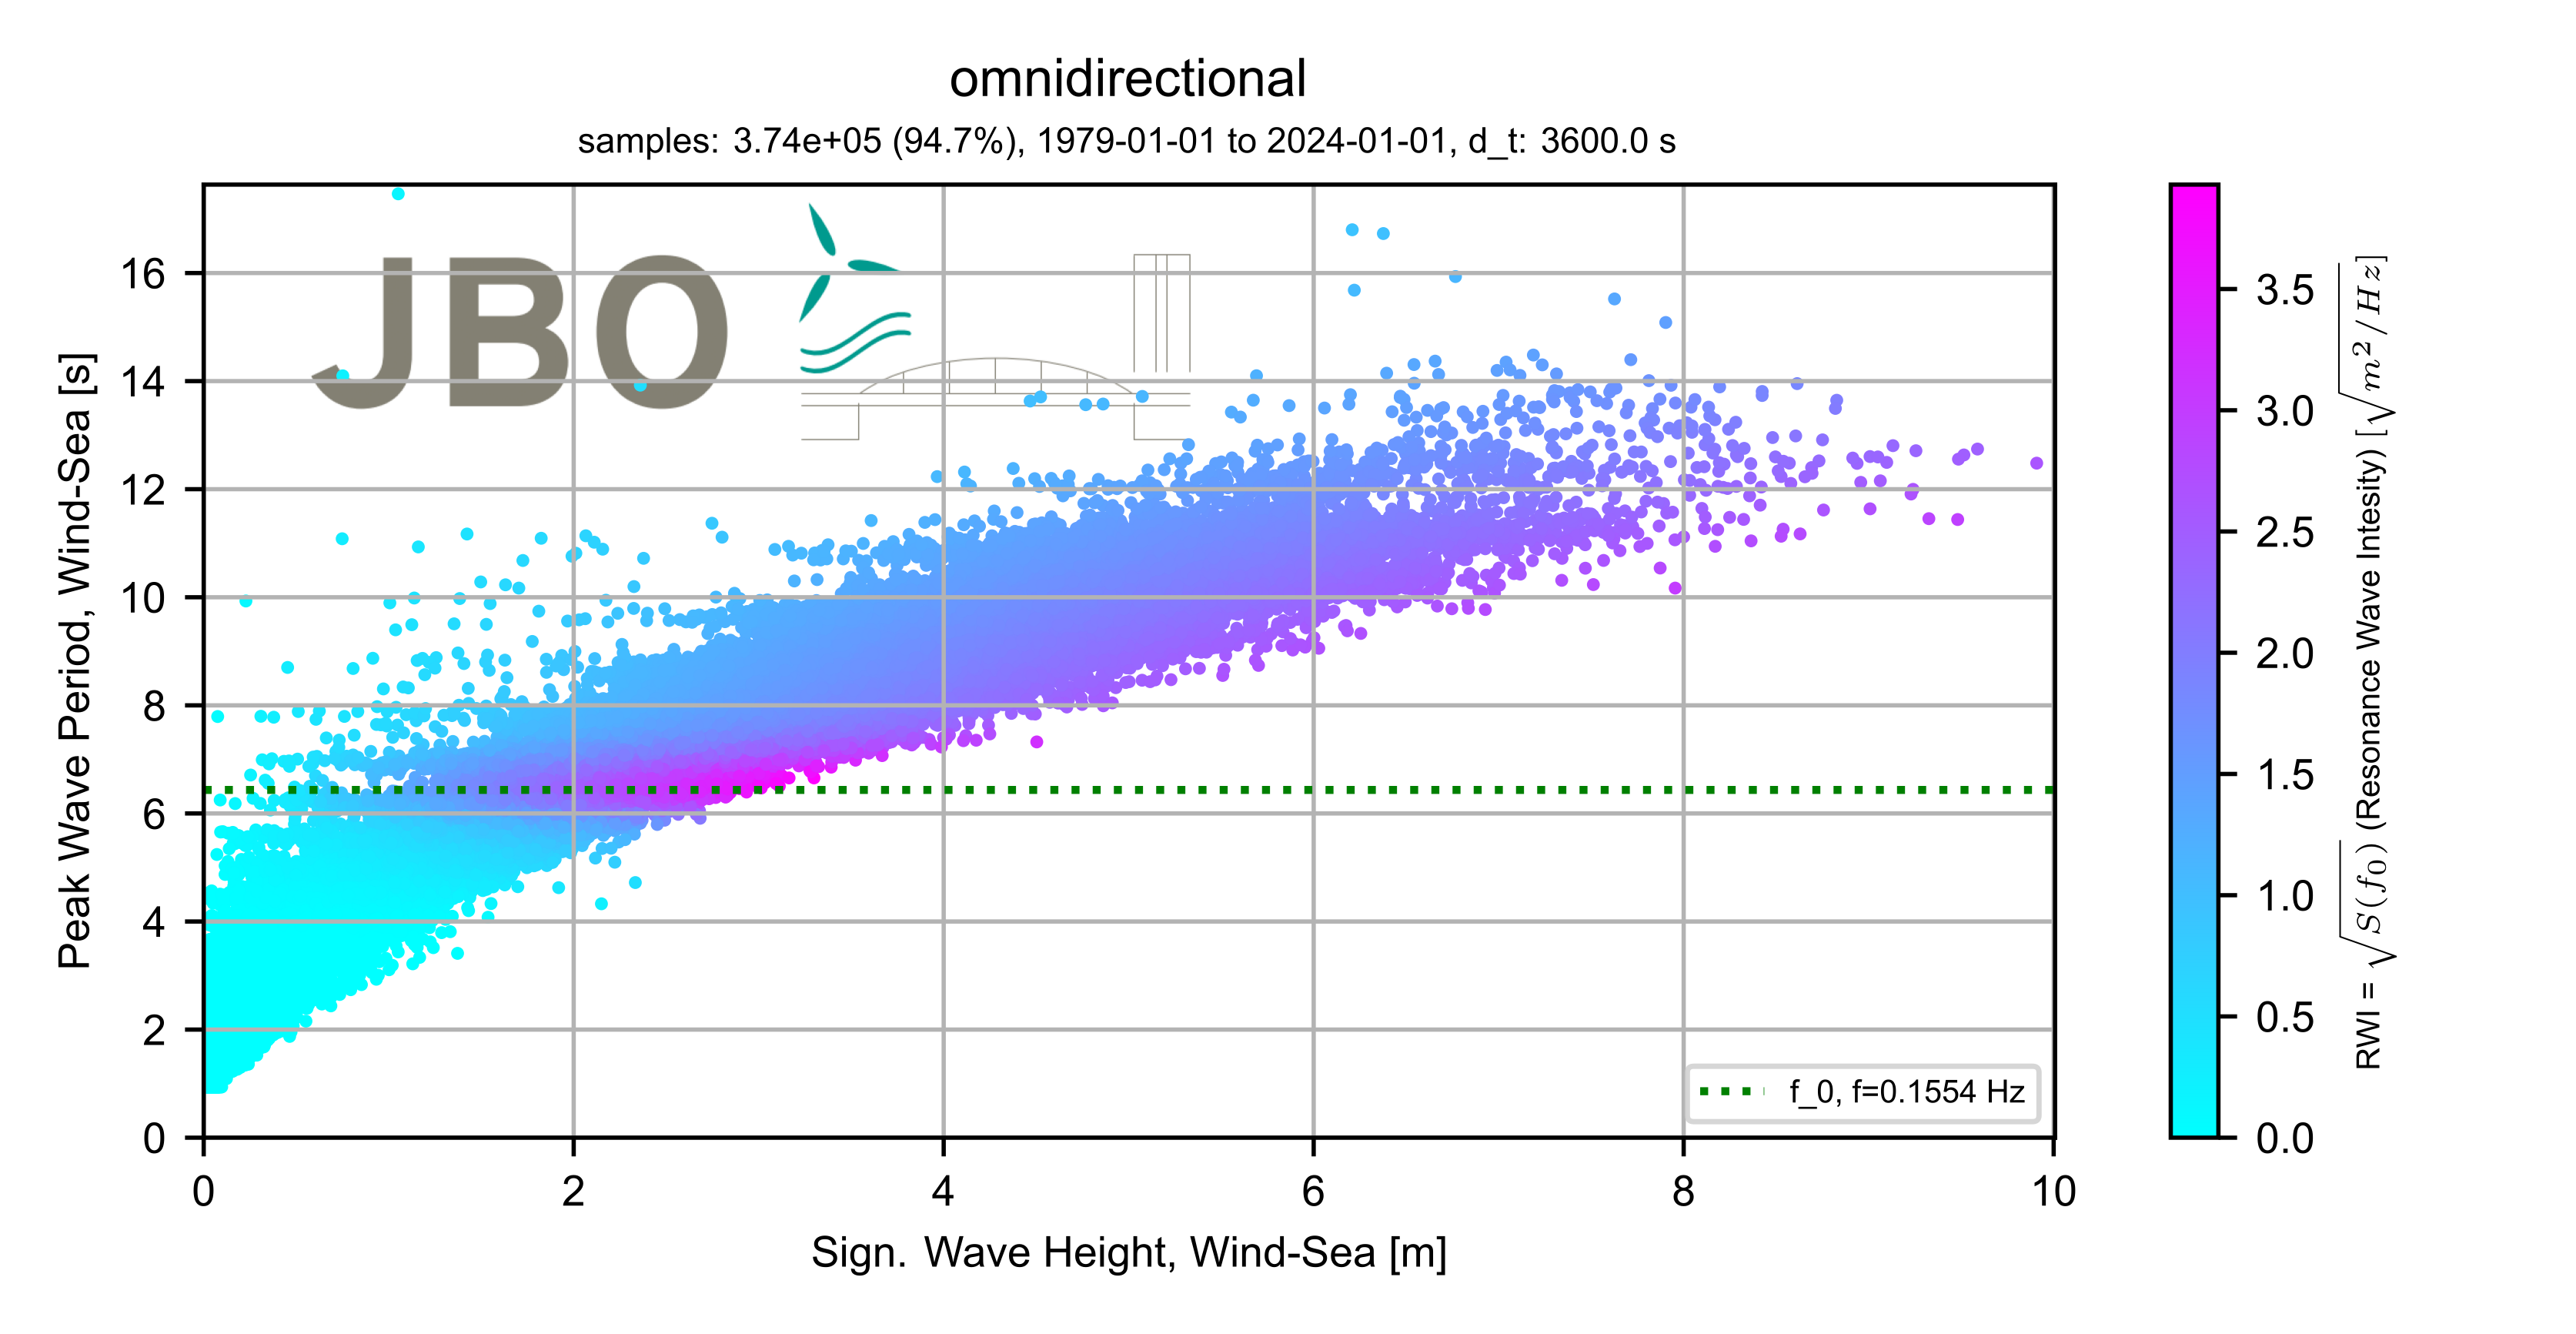 omnidirectional
samples: 3.74e+05 (94.7%), 1979-01-01 to 2024-01-01, d_t: 3600.0 s
JBO
Peak Wave Period, Wind-Sea [s]
16
14
12
10
8
6
4
2
0
0 2 4 6 8 10
Sign. Wave Height, Wind-Sea [m]
f_0, f=0.1554 Hz
3.5
3.0
2.5
2.0
1.5
1.0
0.5
0.0
RWI = √S(f₀) (Resonance Wave Intesity) [√m²/Hz]